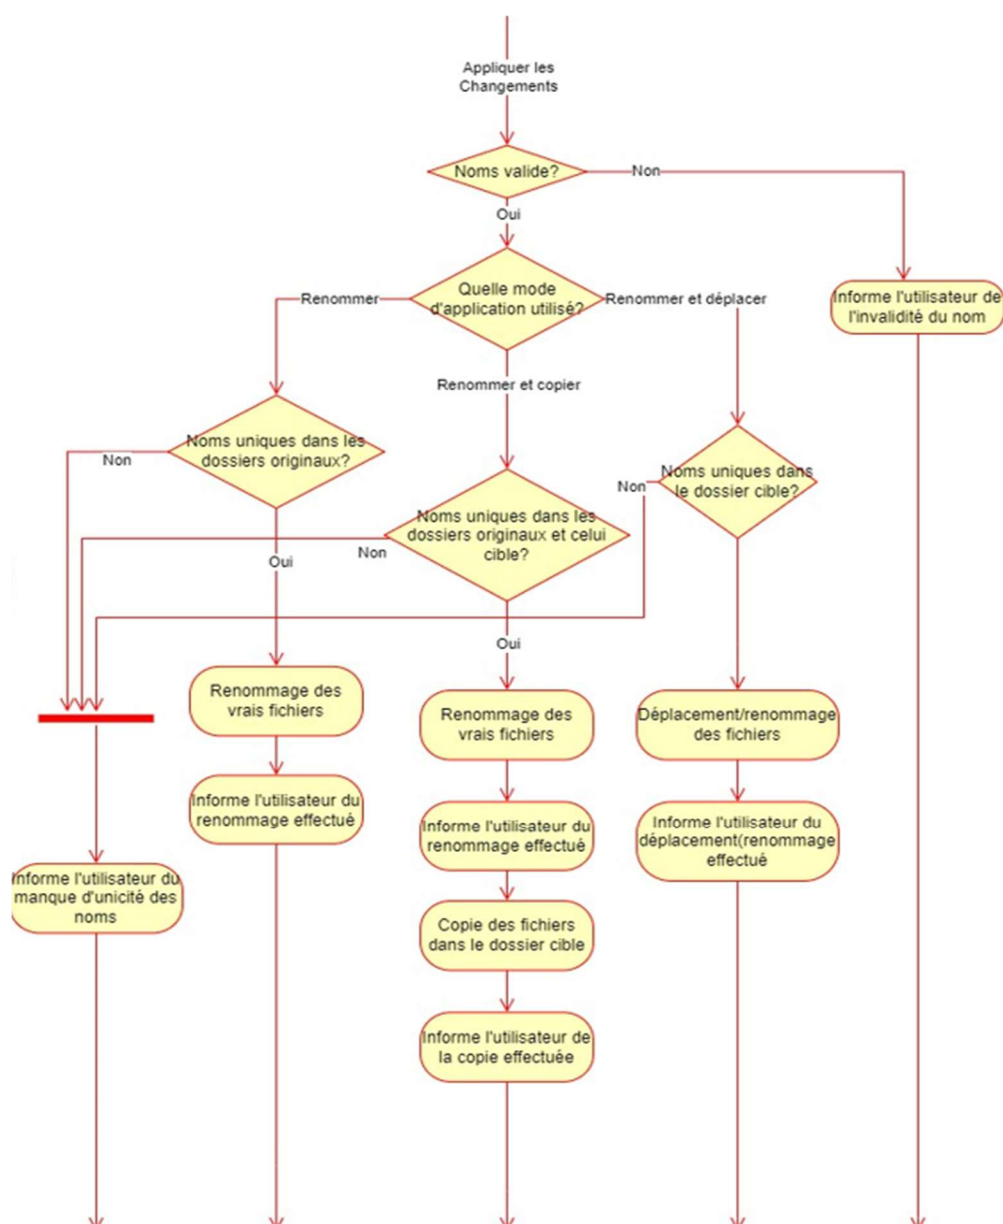 Appliquer les
Changements
Noms valide?
Non
Oui
Quelle mode
d'application utilisé?
Renommer
Renommer et déplacer
Informe l'utilisateur de
l'invalidité du nom
Renommer et copier
Noms uniques dans les
dossiers originaux?
Non
Noms uniques dans
le dossier cible?
Non
Noms uniques dans les
dossiers originaux et celui
cible?
Non
Oui
Oui
Renommage des
vrais fichiers
Renommage des
vrais fichiers
Déplacement/renommage
des fichiers
Informe l'utilisateur du
renommage effectué
Informe l'utilisateur du
renommage effectué
Informe l'utilisateur du
déplacement(renommage
effectué
Informe l'utilisateur du
manque d'unicité des
noms
Copie des fichiers
dans le dossier cible
Informe l'utilisateur de
la copie effectuée